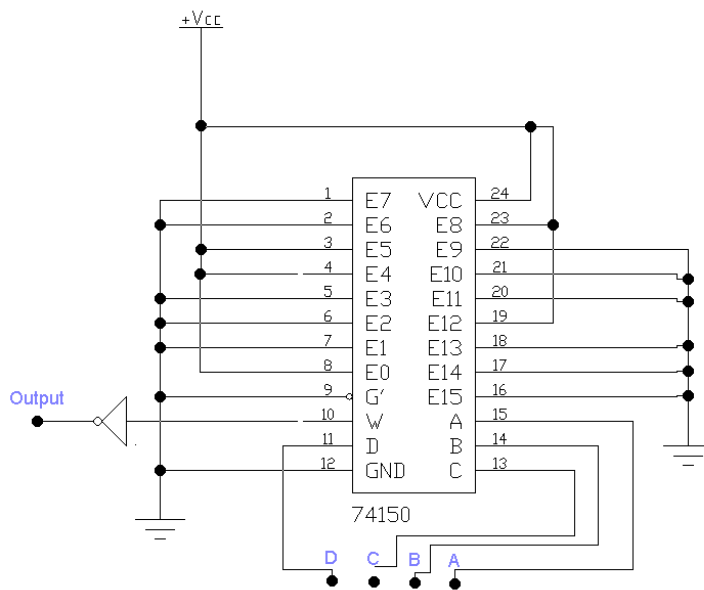 +Vcc
1 E7 VCC 24
2 E6 E8 23
3 E5 E9 22
4 E4 E10 21
5 E3 E11 20
6 E2 E12 19
7 E1 E13 18
8 E0 E14 17
9 G' E15 16
Output
10 W A 15
11 D B 14
12 GND C 13
74150
D C B A